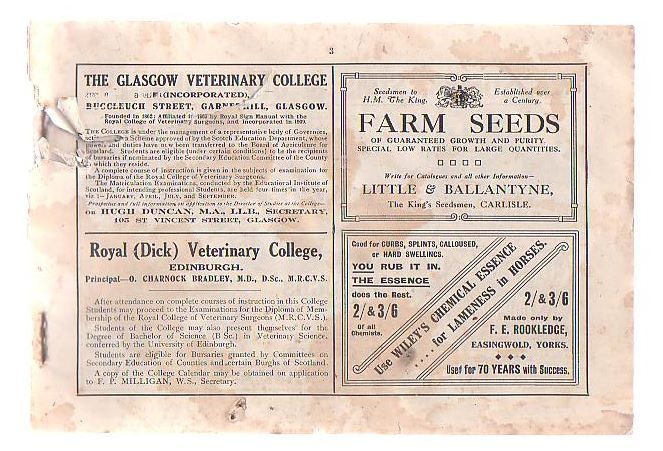 3
THE GLASGOW VETERINARY COLLEGE
(INCORPORATED),
BUCCLEUCH STREET, GARNETHILL, GLASGOW.
Founded in 1862: Affiliated in 1863 by Royal Sign Manual with the
Royal College of Veterinary Surgeons, and incorporated in 1909.
THE COLLEGE is under the management of a representative body of Governors,
a Scheme approved of by the Scotch Education Department, whose
powers and duties have now been transferred to the Board of Agriculture for
Scotland. Students are eligible (under certain conditions) to be the recipients
of bursaries if nominated by the Secondary Education Committee of the County
in which they reside.
A complete course of instruction is given in the subjects of examination for
the Diploma of the Royal College of Veterinary Surgeons.
The Matriculation Examinations, conducted by the Educational Institute of
Scotland, for intending professional Students, are held four times in the year,
viz:—JANUARY, APRIL, JULY, and SEPTEMBER.
Prospectus and full information on application to the Director of Studies at the College—
or HUGH DUNCAN, M.A., LL.B., SECRETARY,
105 ST VINCENT STREET, GLASGOW.
Royal (Dick) Veterinary College,
EDINBURGH.
Principal—O. CHARNOCK BRADLEY, M.D., D.Sc., M.R.C.V.S.
After attendance on complete courses of instruction in this College
Students may proceed to the Examinations for the Diploma of Mem-
bership of the Royal College of Veterinary Surgeons (M.R.C.V.S.).
Students of the College may also present themselves for the
Degree of Bachelor of Science (B Sc.) in Veterinary Science,
conferred by the University of Edinburgh.
Students are eligible for Bursaries granted by Committees on
Secondary Education of Counties and certain Burghs of Scotland.
A copy of the College Calendar may be obtained on application
to F. P. MILLIGAN, W.S., Secretary.
Seedsmen to
H.M. The King.
Established over
a Century.
FARM SEEDS
OF GUARANTEED GROWTH AND PURITY.
SPECIAL LOW RATES FOR LARGE QUANTITIES.
Write for Catalogues and all other Information—
LITTLE & BALLANTYNE,
The King's Seedsmen, CARLISLE.
Good for CURBS, SPLINTS, CALLOUSED,
or HARD SWELLINGS.
YOU RUB IT IN.
THE ESSENCE
does the Rest.
2/&3/6
Of all
Chemists.
Use WILEY'S CHEMICAL ESSENCE
.... for LAMENESS in HORSES.
2/&3/6
Made only by
F. E. ROOKLEDGE,
EASINGWOLD, YORKS.
Used for 70 YEARS with Success.